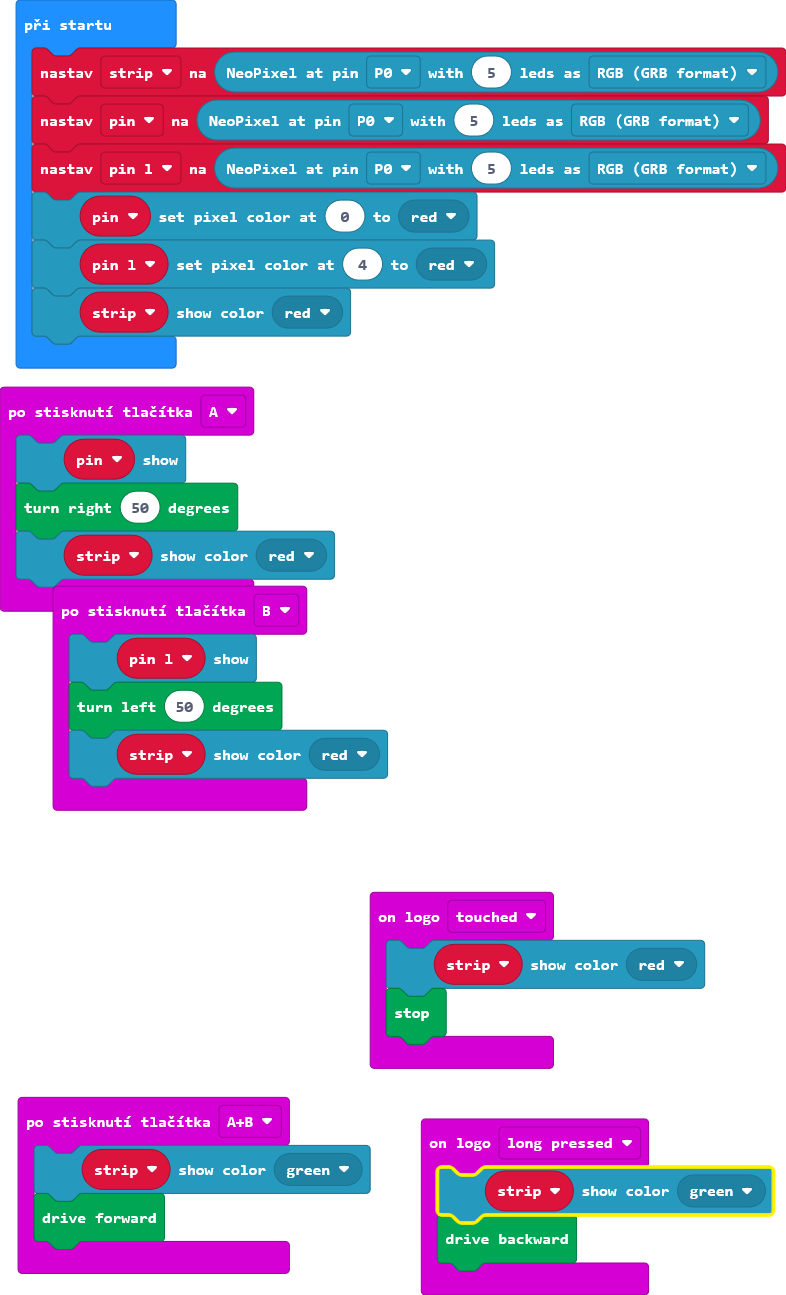 při startu
nastav strip na NeoPixel at pin P0 with 5 leds as RGB (GRB format)
nastav pin na NeoPixel at pin P0 with 5 leds as RGB (GRB format)
nastav pin l na NeoPixel at pin P0 with 5 leds as RGB (GRB format)
pin set pixel color at 0 to red
pin l set pixel color at 4 to red
strip show color red
po stisknutí tlačítka A
pin show
turn right 50 degrees
strip show color red
po stisknutí tlačítka B
pin l show
turn left 50 degrees
strip show color red
on logo touched
strip show color red
stop
po stisknutí tlačítka A+B
strip show color green
drive forward
on logo long pressed
strip show color green
drive backward